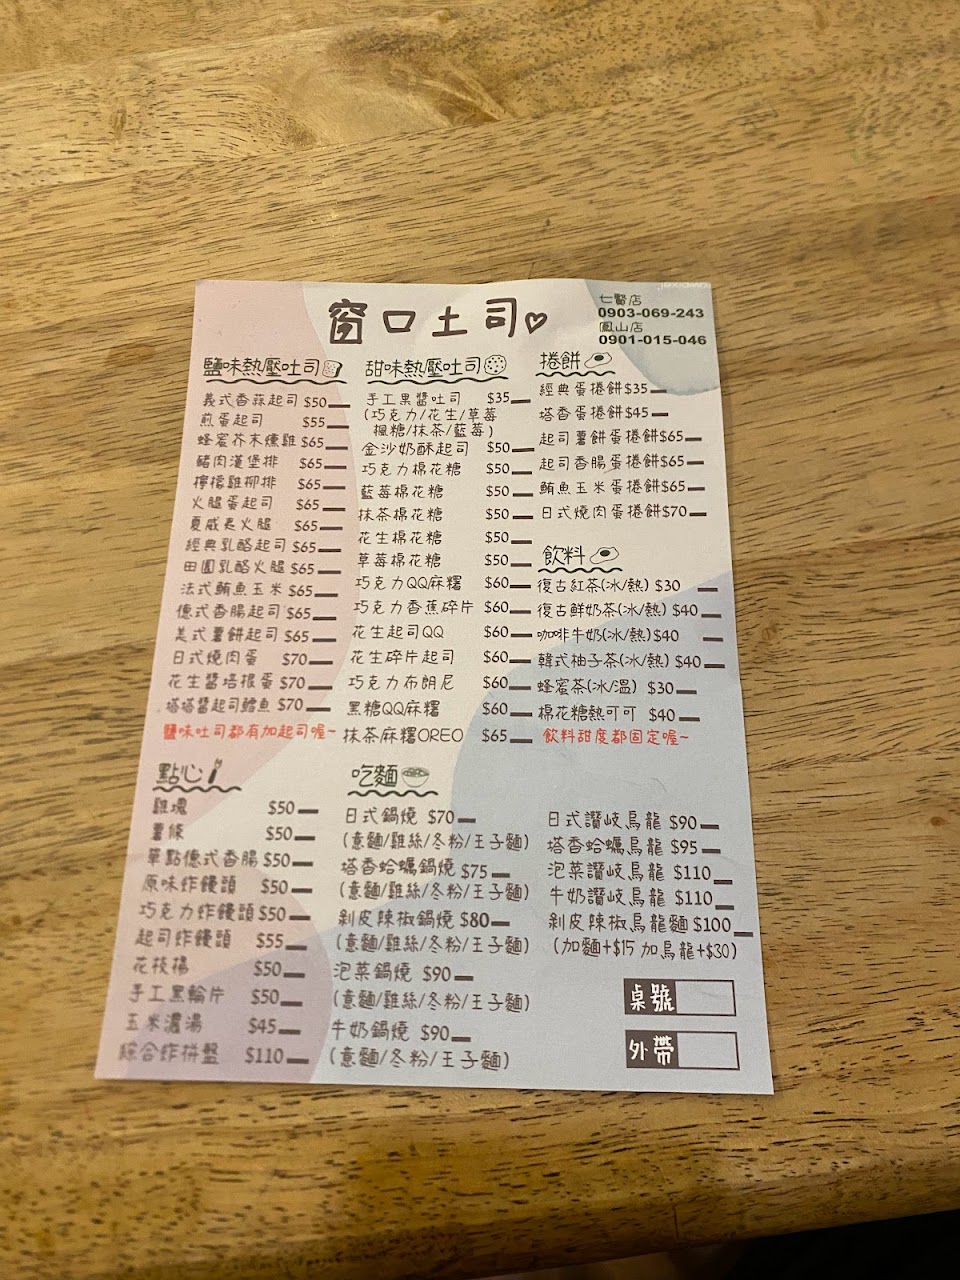 窗口土司
七賢店
0903-069-243
鳳山店
0901-015-046
鹽味熱壓吐司
義式香蒜起司 $50
煎蛋起司 $55
蜂蜜芥末燻雞 $65
豬肉漢堡排 $65
檸檬雞柳排 $65
火腿蛋起司 $65
夏威夷火腿 $65
經典乳酪起司 $65
田園乳酪火腿 $65
法式鮪魚玉米 $65
德式香腸起司 $65
美式薯餅起司 $65
日式燒肉蛋 $70
花生醬培根蛋 $70
塔塔醬起司鱈魚 $70
鹽味吐司都有加起司喔~
甜味熱壓吐司
手工果醬吐司 $35
(巧克力/花生/草莓
楓糖/抹茶/藍莓)
金沙奶酥起司 $50
巧克力棉花糖 $50
藍莓棉花糖 $50
抹茶棉花糖 $50
花生棉花糖 $50
草莓棉花糖 $50
巧克力QQ麻糬 $60
巧克力香蕉碎片 $60
花生起司QQ $60
花生碎片起司 $60
巧克力布朗尼 $60
黑糖QQ麻糬 $60
抹茶麻糬OREO $65
捲餅
經典蛋捲餅$35
塔香蛋捲餅$45
起司薯餅蛋捲餅$65
起司香腸蛋捲餅$65
鮪魚玉米蛋捲餅$65
日式燒肉蛋捲餅$70
飲料
復古紅茶(冰/熱) $30
復古鮮奶茶(冰/熱) $40
咖啡牛奶(冰/熱) $40
韓式柚子茶(冰/熱) $40
蜂蜜茶(冰/溫) $30
棉花糖熱可可 $40
飲料甜度都固定喔~
點心
雞塊 $50
薯條 $50
單點德式香腸 $50
原味炸饅頭 $50
巧克力炸饅頭 $50
起司炸饅頭 $55
花枝揚 $50
手工黑輪片 $50
玉米濃湯 $45
綜合炸拼盤 $110
吃麵
日式鍋燒 $70
(意麵/雞絲/冬粉/王子麵)
塔香蛤蠣鍋燒 $75
(意麵/雞絲/冬粉/王子麵)
剝皮辣椒鍋燒 $80
(意麵/雞絲/冬粉/王子麵)
泡菜鍋燒 $90
(意麵/雞絲/冬粉/王子麵)
牛奶鍋燒 $90
(意麵/冬粉/王子麵)
日式讚岐烏龍 $90
塔香蛤蠣烏龍 $95
泡菜讚岐烏龍 $110
牛奶讚岐烏龍 $110
剝皮辣椒烏龍麵 $100
(加麵+$15 加烏龍+$30)
桌號
外帶